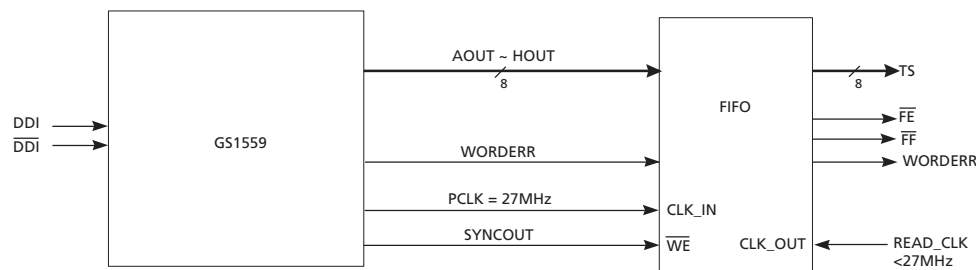 AOUT ~ HOUT
8
8
TS
FIFO
DDI
DDI
GS1559
FE
FF
WORDERR
WORDERR
PCLK = 27MHz
CLK_IN
SYNCOUT
WE
CLK_OUT
READ_CLK
<27MHz